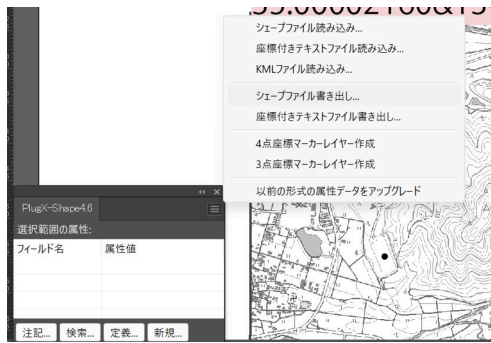 シェープファイル読み込み...
座標付きテキストファイル読み込み...
KMLファイル読み込み...
シェープファイル書き出し...
座標付きテキストファイル書き出し...
4点座標マーカーレイヤー作成
3点座標マーカーレイヤー作成
以前の形式の属性データをアップグレード
PlugX-Shape4.6
選択範囲の属性:
フィールド名 属性値
注記... 検索... 定義... 新規...